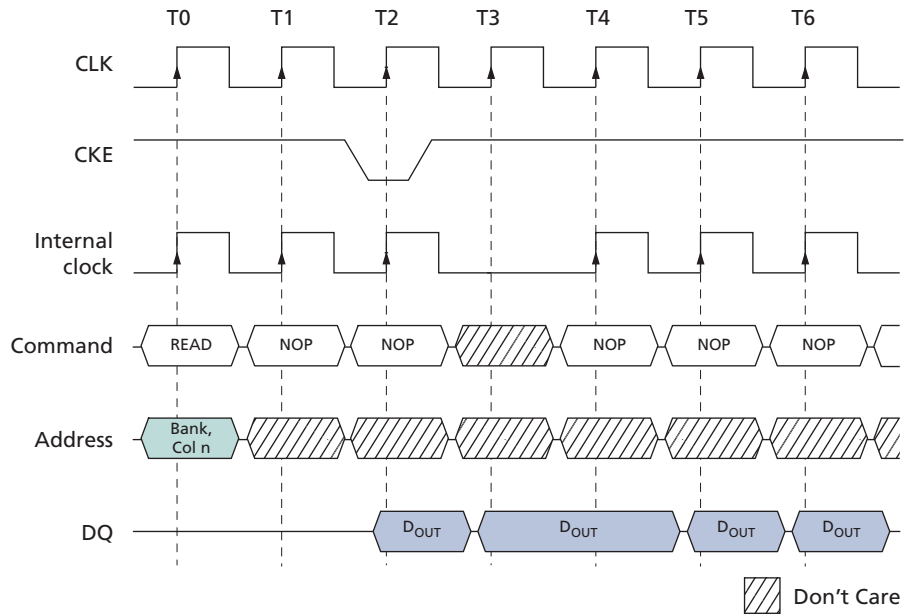 T0 T1 T2 T3 T4 T5 T6
CLK
CKE
Internal
clock
Command READ NOP NOP NOP NOP NOP
Address Bank,
Col n
DQ DOUT DOUT DOUT DOUT
Don't Care